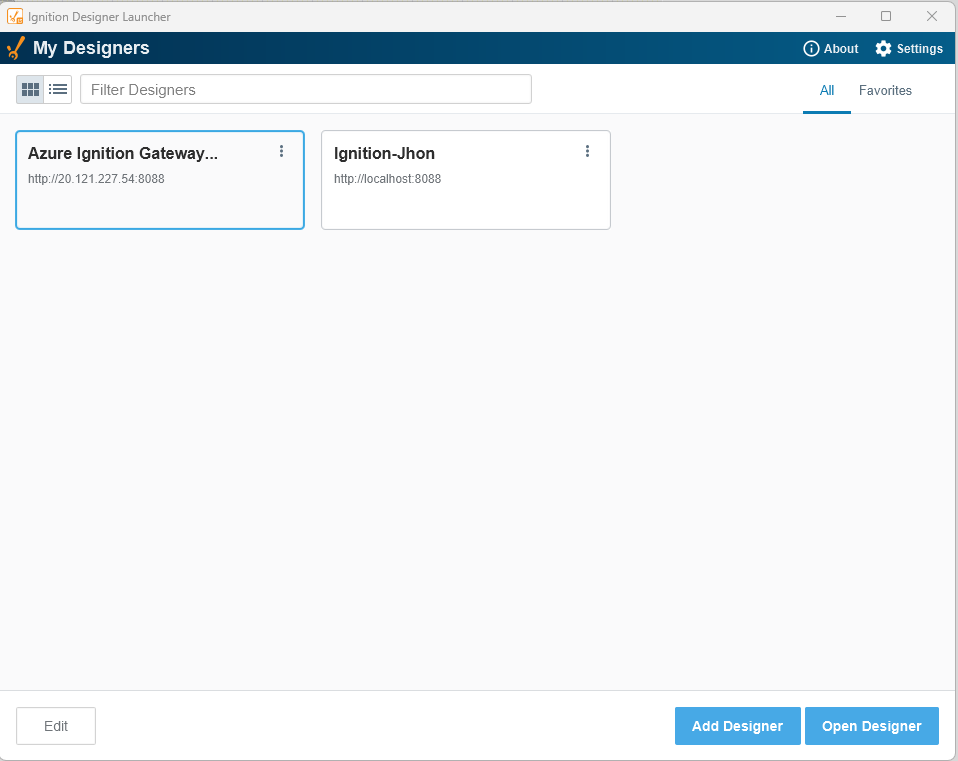 Ignition Designer Launcher
My Designers
About
Settings
Filter Designers
All
Favorites
Azure Ignition Gateway...
http://20.121.227.54:8088
Ignition-Jhon
http://localhost:8088
Edit
Add Designer
Open Designer